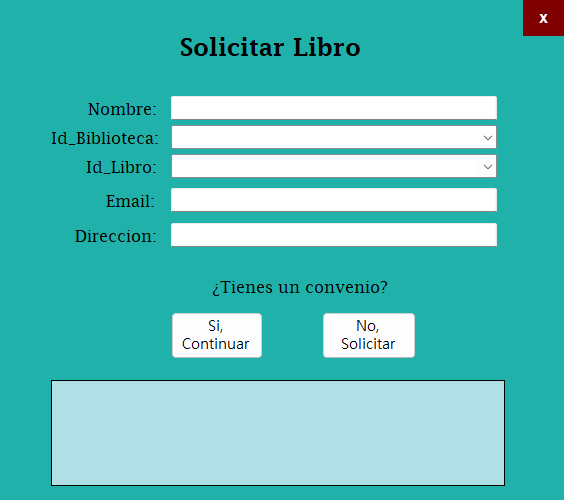 x
Solicitar Libro
Nombre:
Id_Biblioteca:
Id_Libro:
Email:
Direccion:
¿Tienes un convenio?
Si,
Continuar
No,
Solicitar